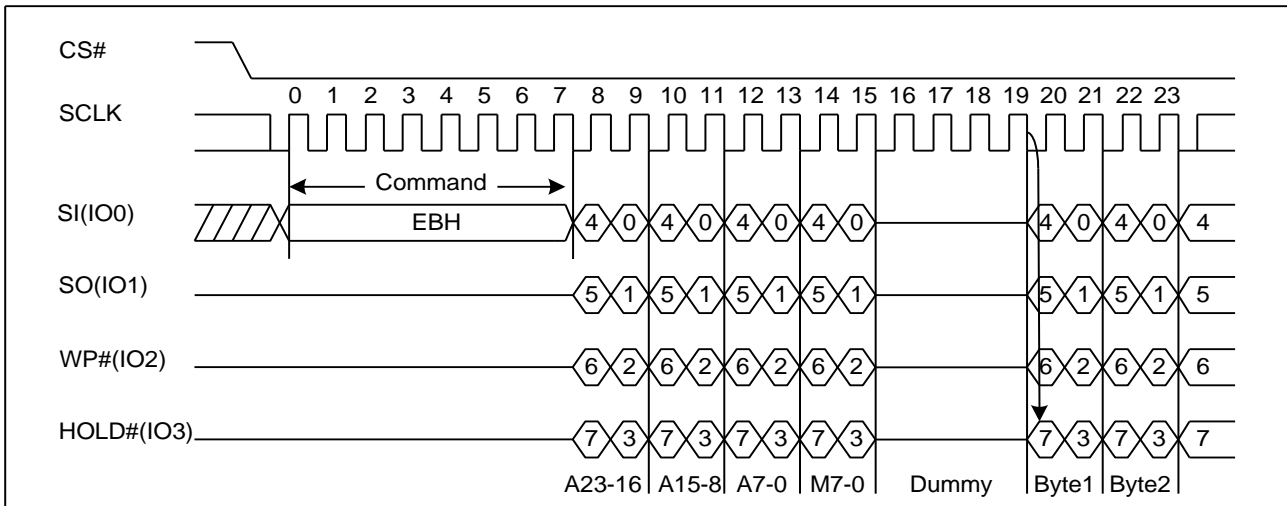 CS#
0 1 2 3 4 5 6 7 8 9 10 11 12 13 14 15 16 17 18 19 20 21 22 23
SCLK
Command
SI(IO0)
EBH 4 0 4 0 4 0 4 0 4 0 4 0 4
SO(IO1) 5 1 5 1 5 1 5 1 5 1 5 1 5
WP#(IO2) 6 2 6 2 6 2 6 2 6 2 6 2 6
HOLD#(IO3) 7 3 7 3 7 3 7 3 7 3 7 3 7
A23-16 A15-8 A7-0 M7-0 Dummy Byte1 Byte2